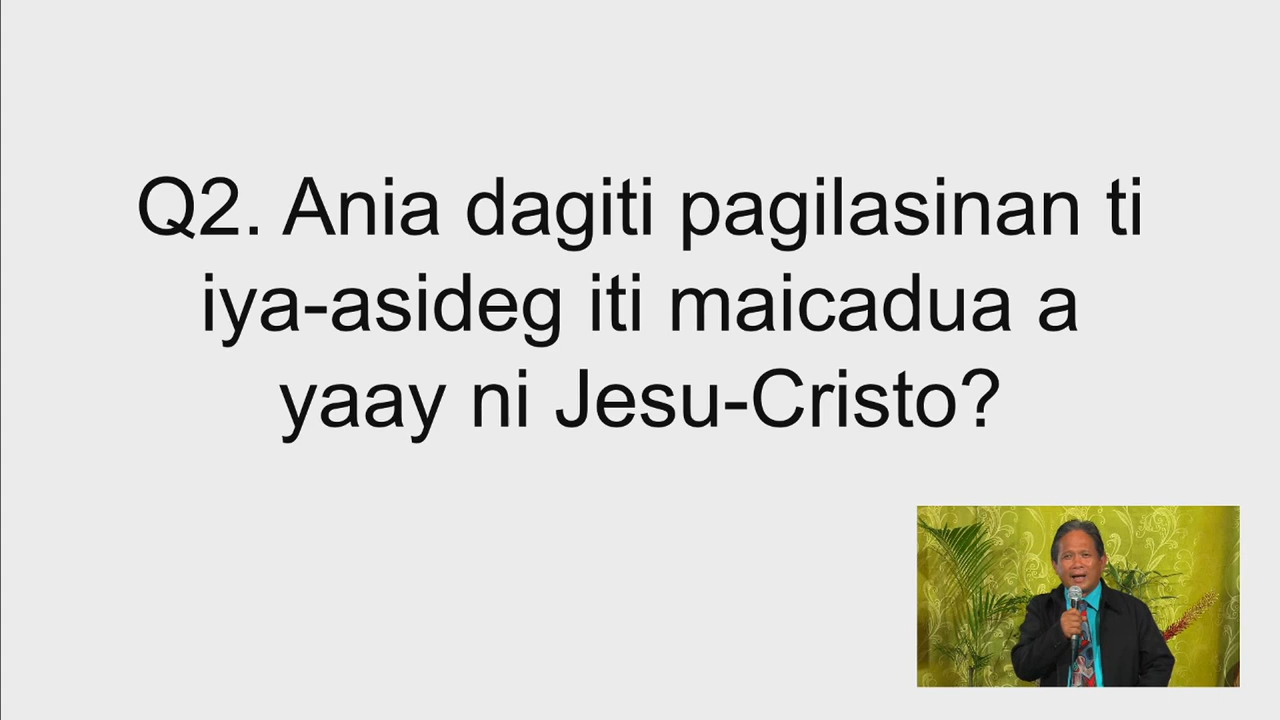 Q2. Ania dagiti pagilasinan ti
iya-asideg iti maicadua a
yaay ni Jesu-Cristo?